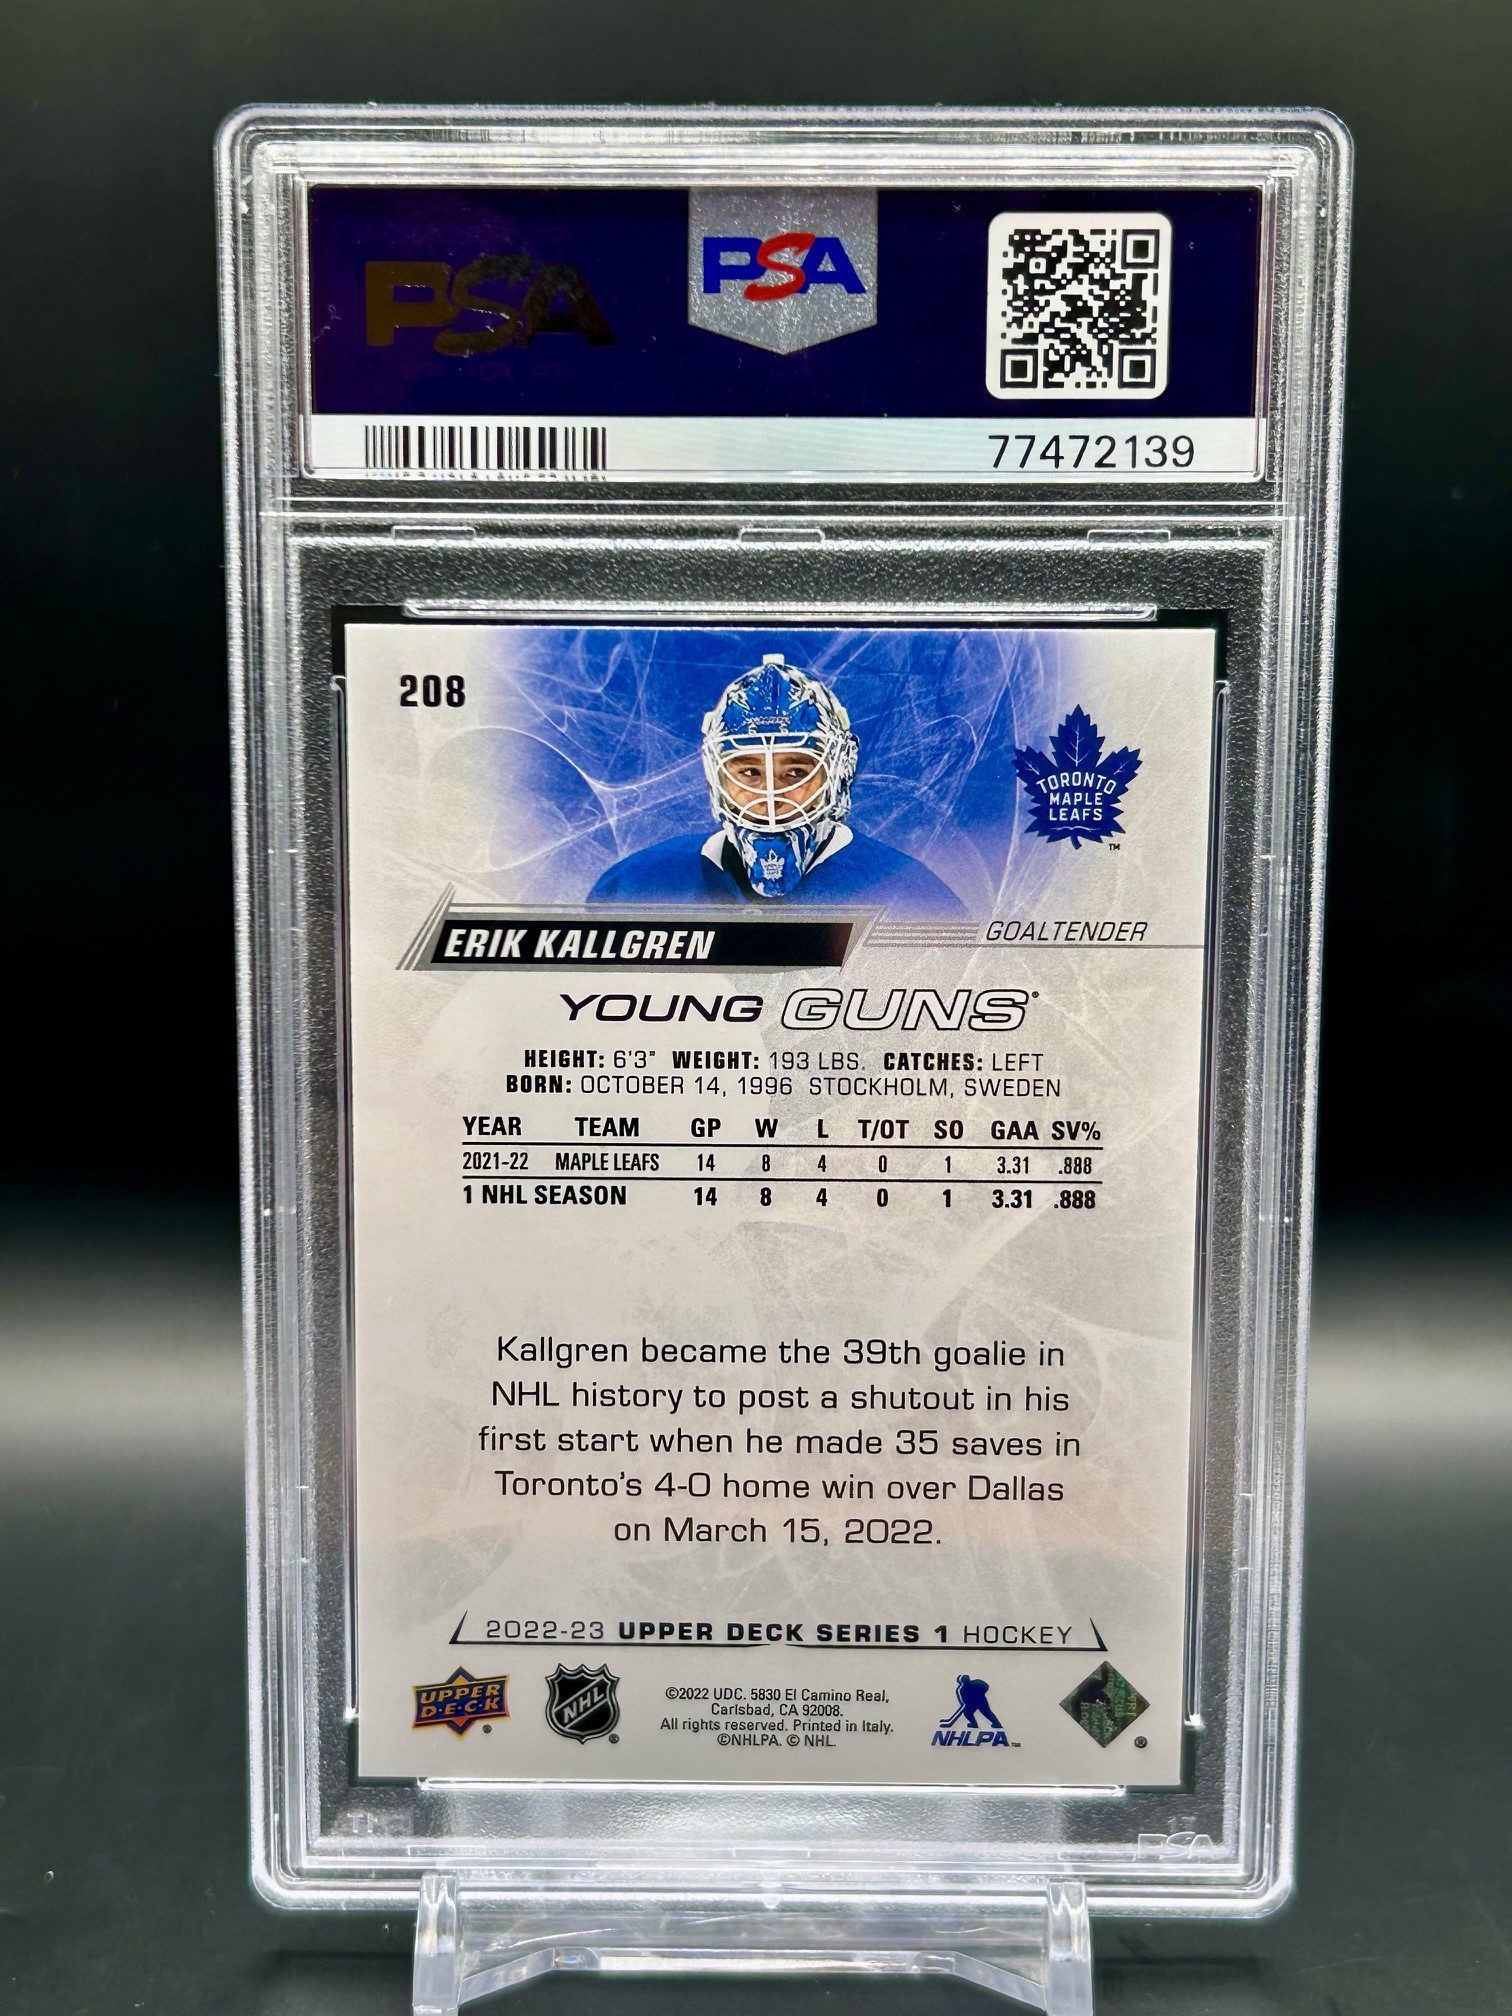 PSA
PSA
77472139
208
TORONTO
MAPLE
LEAFS
TM
ERIK KALLGREN
GOALTENDER
YOUNG GUNS®
HEIGHT: 6'3" WEIGHT: 193 LBS. CATCHES: LEFT
BORN: OCTOBER 14, 1996 STOCKHOLM, SWEDEN
YEAR TEAM GP W L T/OT SO GAA SV%
2021-22 MAPLE LEAFS 14 8 4 0 1 3.31 .888
1 NHL SEASON 14 8 4 0 1 3.31 .888
Kallgren became the 39th goalie in
NHL history to post a shutout in his
first start when he made 35 saves in
Toronto's 4-0 home win over Dallas
on March 15, 2022.
2022-23 UPPER DECK SERIES 1 HOCKEY
UPPER
D·E·C·K ®
NHL ®
©2022 UDC. 5830 El Camino Real,
Carlsbad, CA 92008.
All rights reserved. Printed in Italy.
©NHLPA. © NHL.
NHLPA™
®
PSA